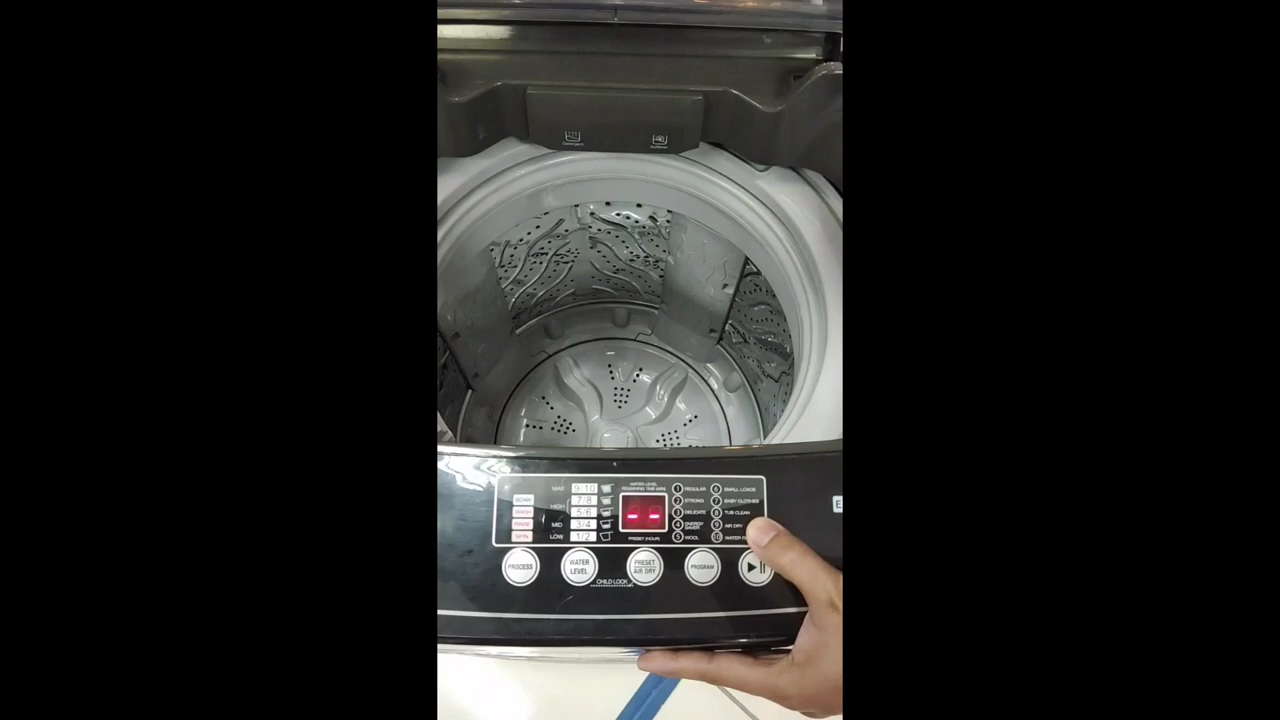 Detergent
Softener
WATER LEVEL
REMAINING TIME (MIN)
SOAK
WASH
RINSE
SPIN
MAX
HIGH
MID
LOW
9/10
7/8
5/6
3/4
1/2
--
PRESET (HOUR)
1 REGULAR
2 STRONG
3 DELICATE
4 ENERGY SAVER
5 WOOL
6 SMALL LOADS
7 BABY CLOTHES
8 TUB CLEAN
9 AIR DRY
10 WATER
PROCESS
WATER
LEVEL
PRESET
AIR DRY
PROGRAM
CHILD LOCK
E